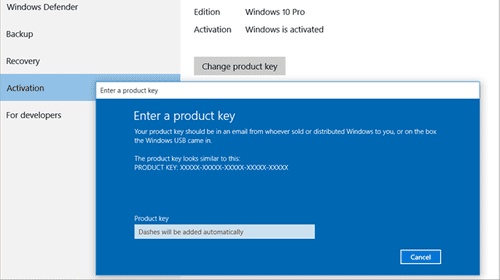 Windows Defender
Backup
Recovery
Activation
For developers
Edition Windows 10 Pro
Activation Windows is activated
Change product key
Enter a product key
Enter a product key
Your product key should be in an email from whoever sold or distributed Windows to you, or on the box
the Windows USB came in.
The product key looks similar to this:
PRODUCT KEY: XXXXX-XXXXX-XXXXX-XXXXX-XXXXX
Product key
Dashes will be added automatically
Cancel